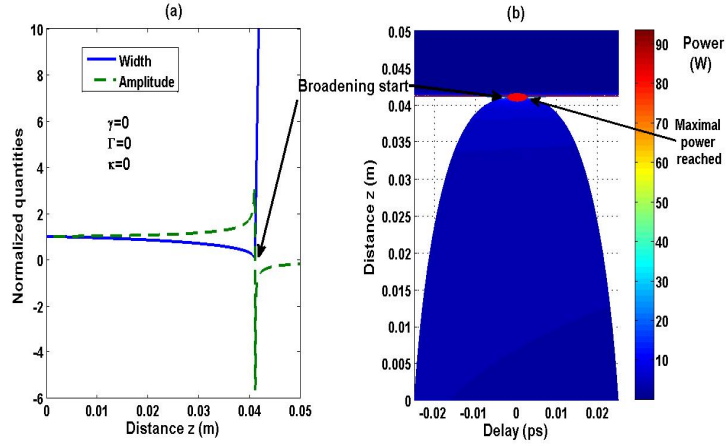 (a)
(b)
10
8
6
4
2
0
-2
-4
-6
0
0.01
0.02
0.03
0.04
0.05
Normalized quantities
Distance z (m)
Width
Amplitude
γ=0
Γ=0
κ=0
Broadening start
0.05
0.045
0.04
0.035
0.03
0.025
0.02
0.015
0.01
0.005
0
-0.02
-0.01
0
0.01
0.02
Distance z (m)
Delay (ps)
Maximal
power
reached
Power
(W)
90
80
70
60
50
40
30
20
10